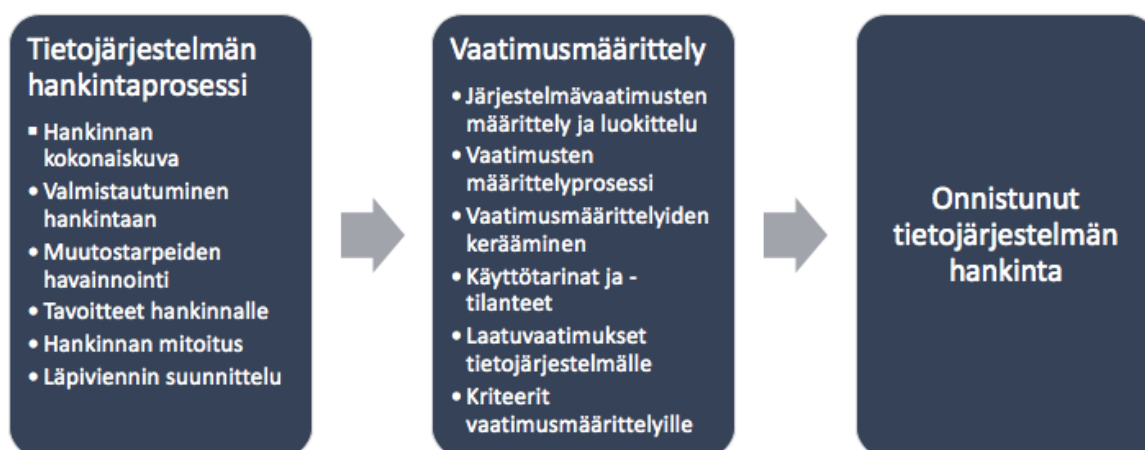 Tietojärjestelmän
hankintaprosessi
▪ Hankinnan
kokonaiskuva
• Valmistautuminen
hankintaan
• Muutostarpeiden
havainnointi
• Tavoitteet hankinnalle
• Hankinnan mitoitus
• Läpiviennin suunnittelu
Vaatimusmäärittely
• Järjestelmävaatimusten
määrittely ja luokittelu
• Vaatimusten
määrittelyprosessi
• Vaatimusmäärittelyiden
kerääminen
• Käyttötarinat ja -
tilanteet
• Laatuvaatimukset
tietojärjestelmälle
• Kriteerit
vaatimusmäärittelyille
Onnistunut
tietojärjestelmän
hankinta